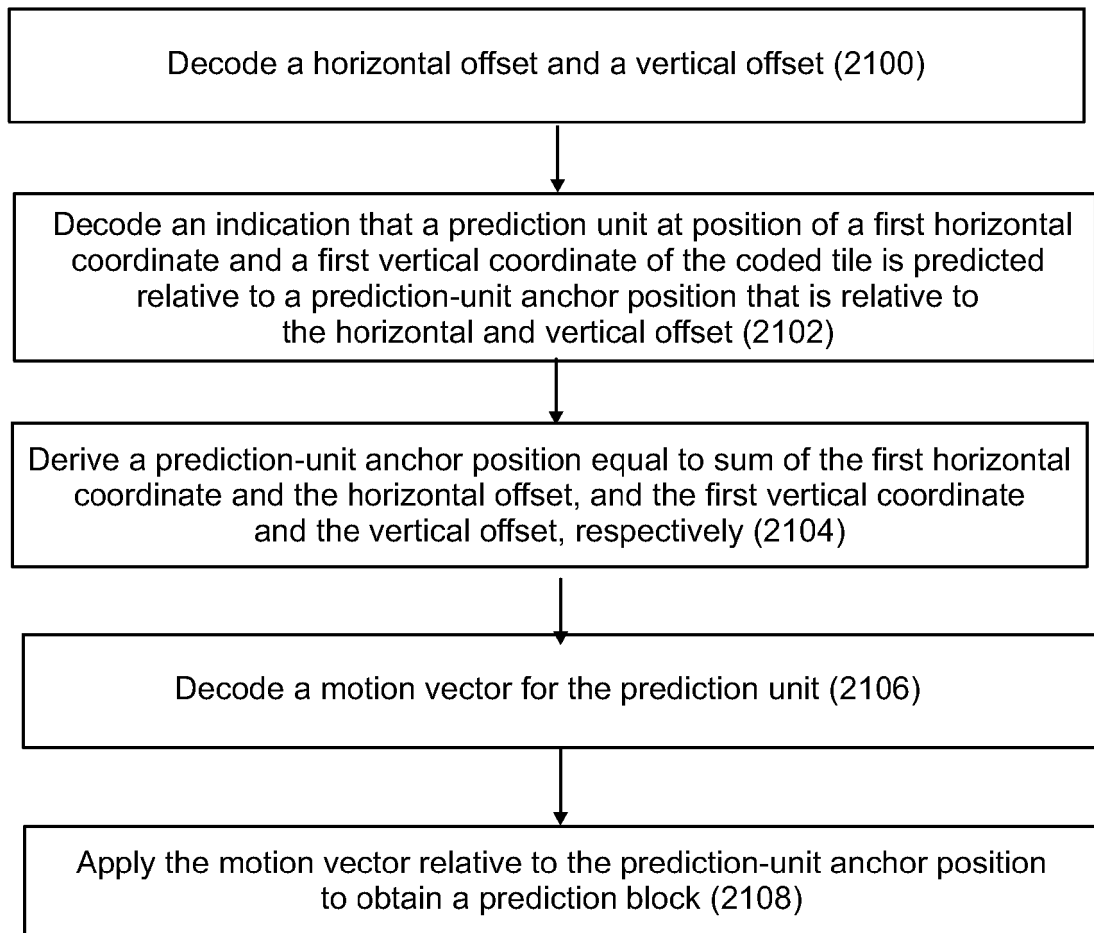 Decode a horizontal offset and a vertical offset (2100)
Decode an indication that a prediction unit at position of a first horizontal
coordinate and a first vertical coordinate of the coded tile is predicted
relative to a prediction-unit anchor position that is relative to
the horizontal and vertical offset (2102)
Derive a prediction-unit anchor position equal to sum of the first horizontal
coordinate and the horizontal offset, and the first vertical coordinate
and the vertical offset, respectively (2104)
Decode a motion vector for the prediction unit (2106)
Apply the motion vector relative to the prediction-unit anchor position
to obtain a prediction block (2108)